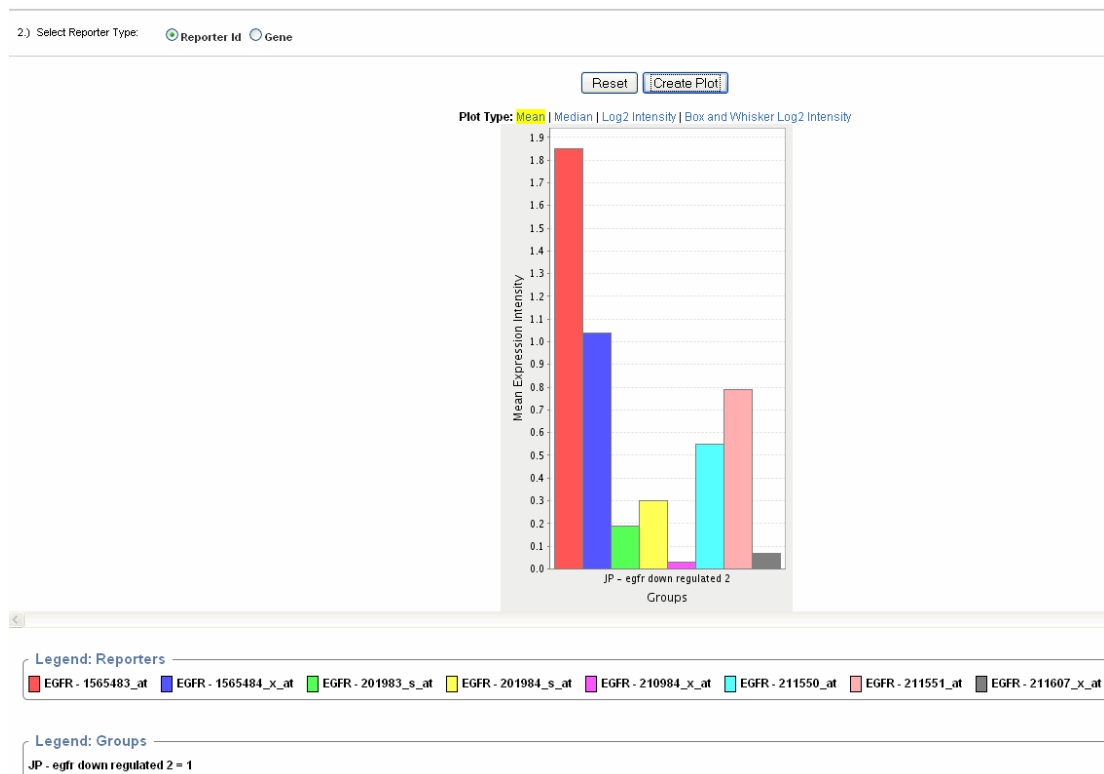 2.) Select Reporter Type: Reporter Id Gene
Reset Create Plot
Plot Type: Mean | Median | Log2 Intensity | Box and Whisker Log2 Intensity
1.9
1.8
1.7
1.6
1.5
1.4
1.3
1.2
1.1
1.0
0.9
0.8
0.7
0.6
0.5
0.4
0.3
0.2
0.1
0.0
Mean Expression Intensity
JP - egfr down regulated 2
Groups
Legend: Reporters
EGFR - 1565483_at EGFR - 1565484_x_at EGFR - 201983_s_at EGFR - 201984_s_at EGFR - 210984_x_at EGFR - 211550_at EGFR - 211551_at EGFR - 211607_x_at
Legend: Groups
JP - egfr down regulated 2 = 1